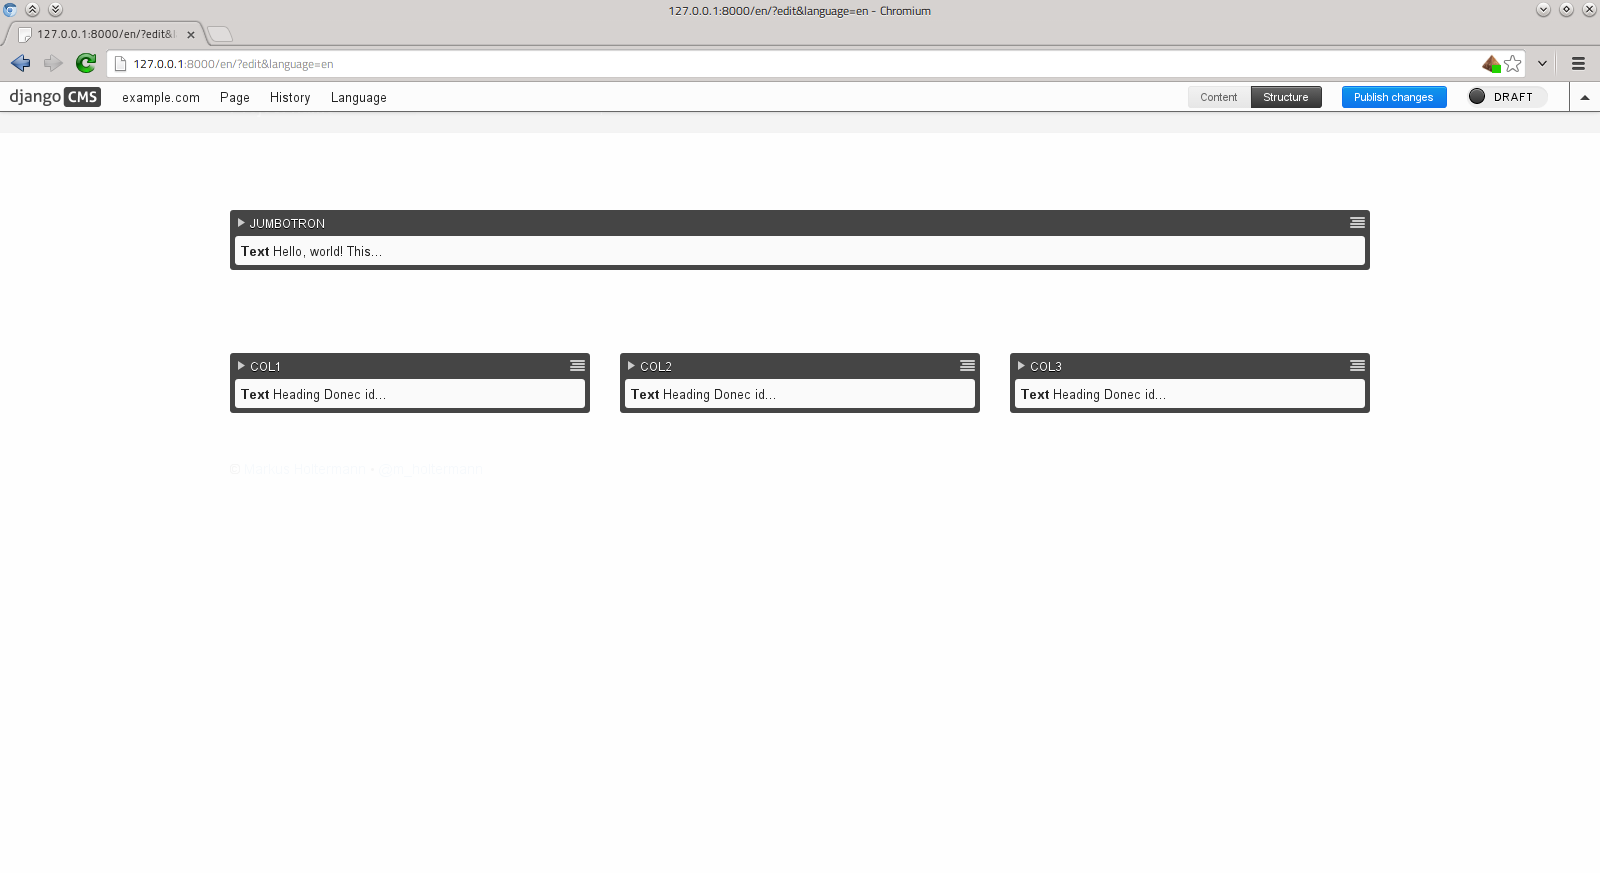 127.0.0.1:8000/en/?edit&language=en - Chromium
127.0.0.1:8000/en/?edit&l
127.0.0.1:8000/en/?edit&language=en
django CMS example.com Page History Language Content Structure Publish changes DRAFT
JUMBOTRON
Text Hello, world! This...
COL1 COL2 COL3
Text Heading Donec id... Text Heading Donec id... Text Heading Donec id...